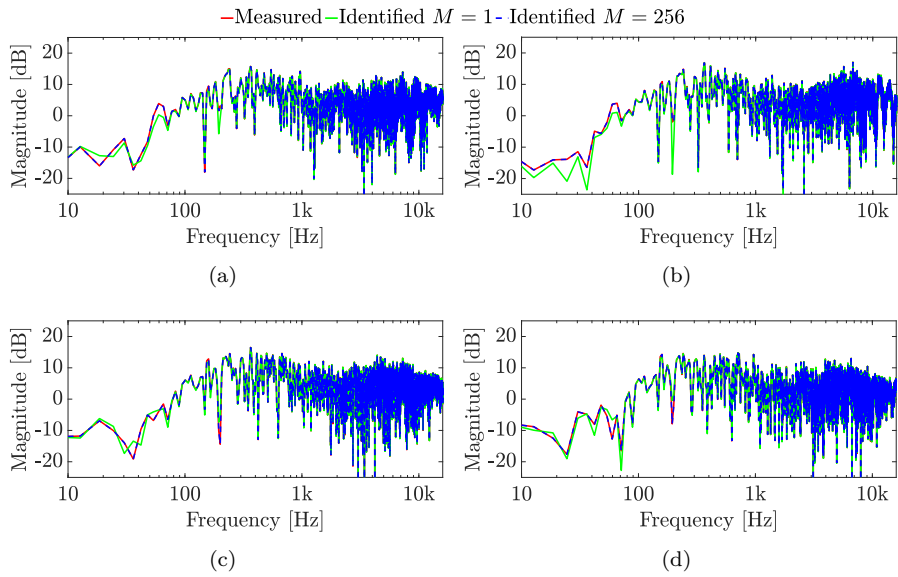 Measured Identified M = 1 Identified M = 256
Magnitude [dB]
20
10
0
-10
-20
10 100 1k 10k
Frequency [Hz]
(a)
Magnitude [dB]
20
10
0
-10
-20
10 100 1k 10k
Frequency [Hz]
(b)
Magnitude [dB]
20
10
0
-10
-20
10 100 1k 10k
Frequency [Hz]
(c)
Magnitude [dB]
20
10
0
-10
-20
10 100 1k 10k
Frequency [Hz]
(d)